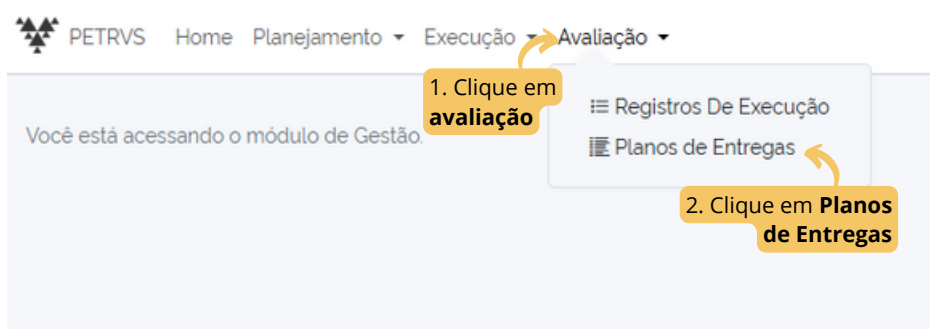 PETRVS Home Planejamento Execução Avaliação
1. Clique em
avaliação
Registros De Execução
Você está acessando o módulo de Gestão.
Planos de Entregas
2. Clique em Planos
de Entregas